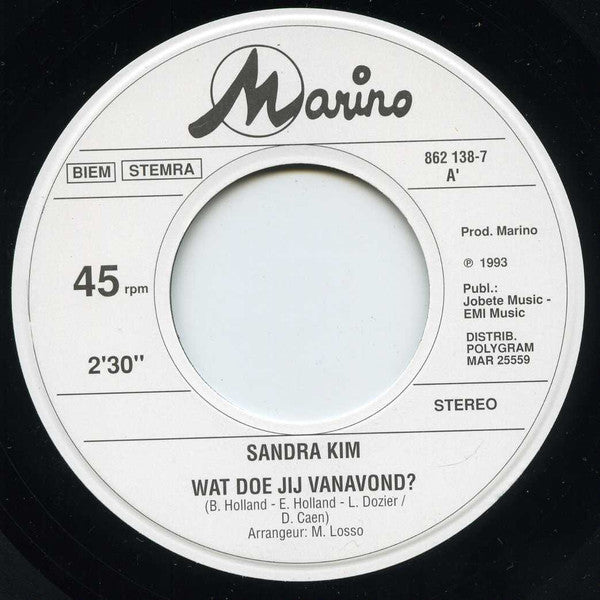 Marino
BIEM STEMRA
862 138-7
A'
Prod. Marino
℗ 1993
Publ.:
Jobete Music -
EMI Music
DISTRIB.
POLYGRAM
MAR 25559
45 rpm
2'30"
STEREO
SANDRA KIM
WAT DOE JIJ VANAVOND?
(B. Holland - E. Holland - L. Dozier /
D. Caen)
Arrangeur: M. Losso